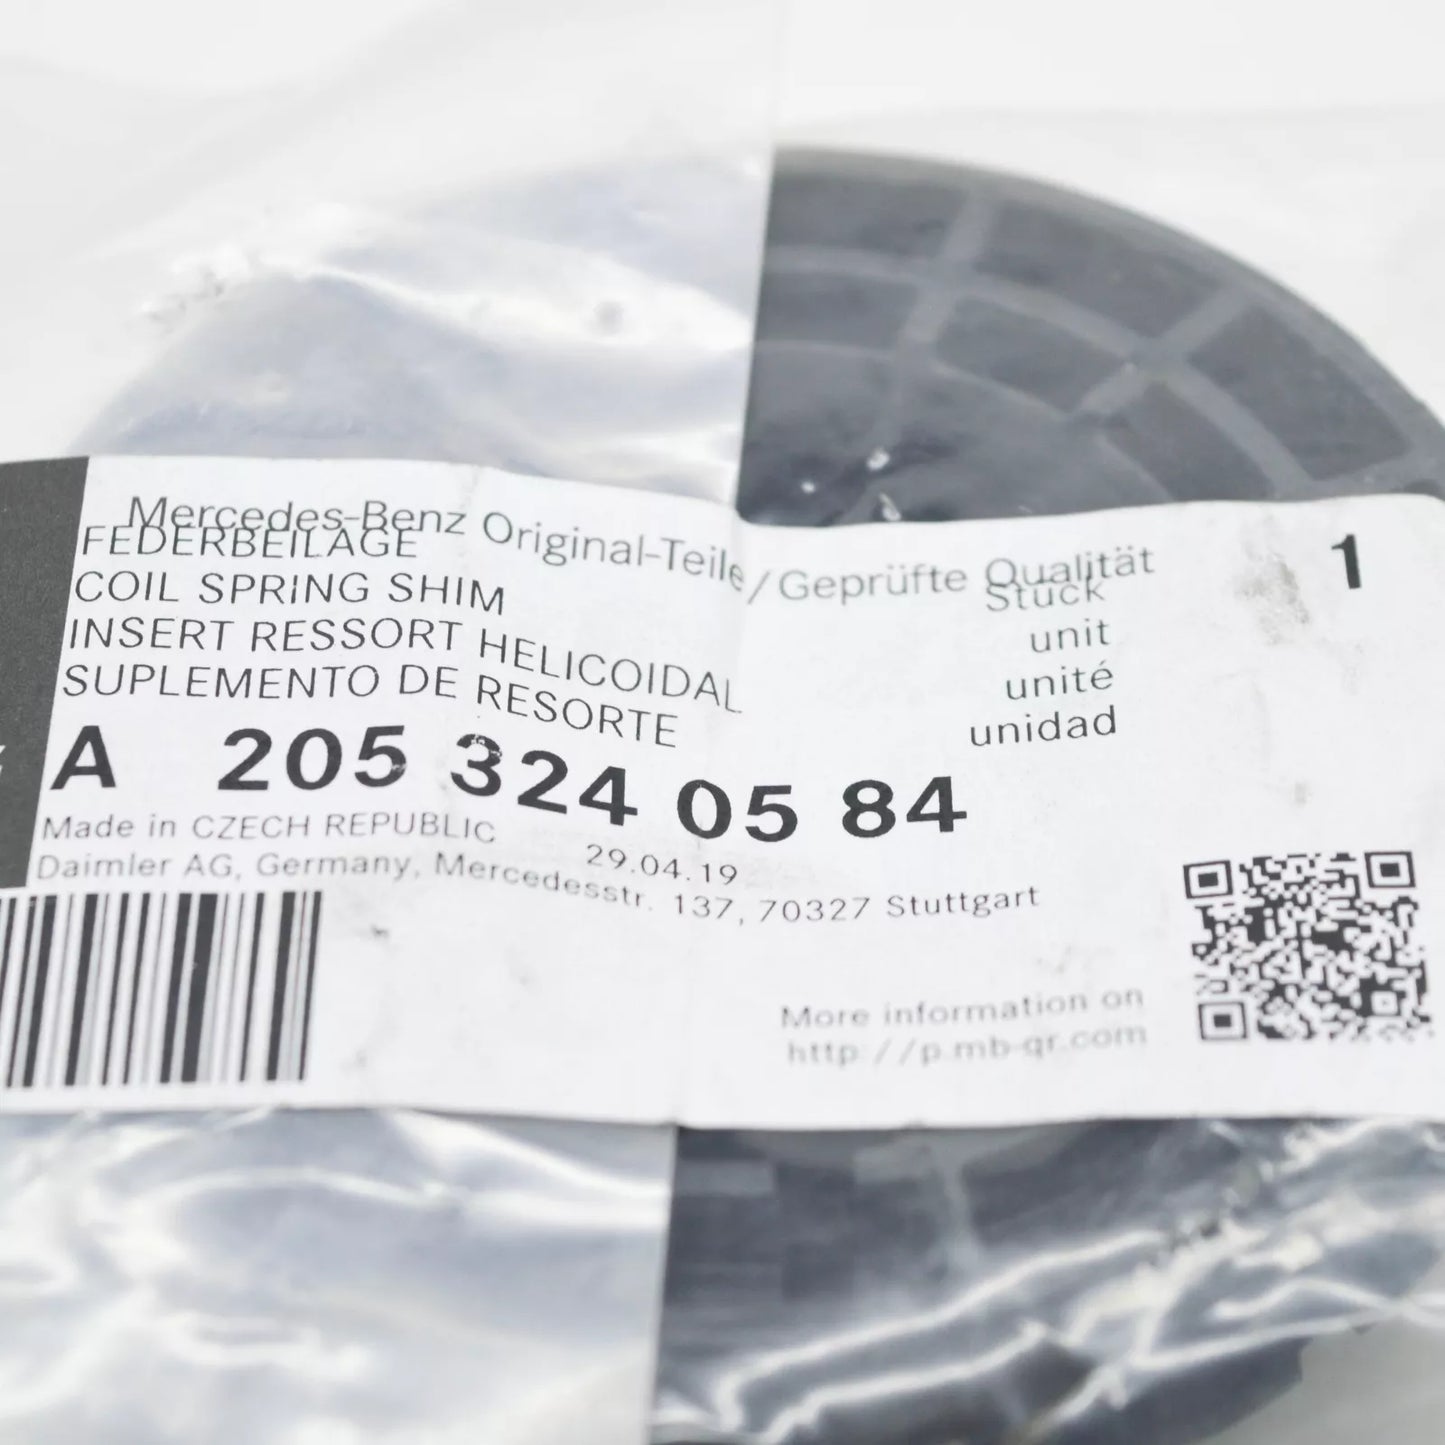 Mercedes-Benz Original-Teile/Geprüfte Qualität
FEDERBEILAGE
COIL SPRING SHIM
INSERT RESSORT HELICOIDAL
SUPLEMENTO DE RESORTE
Stück 1
unit
unité
unidad
A 205 324 05 84
Made in CZECH REPUBLIC
29.04.19
Daimler AG, Germany, Mercedesstr. 137, 70327 Stuttgart
More information on
http://p.mb-qr.com